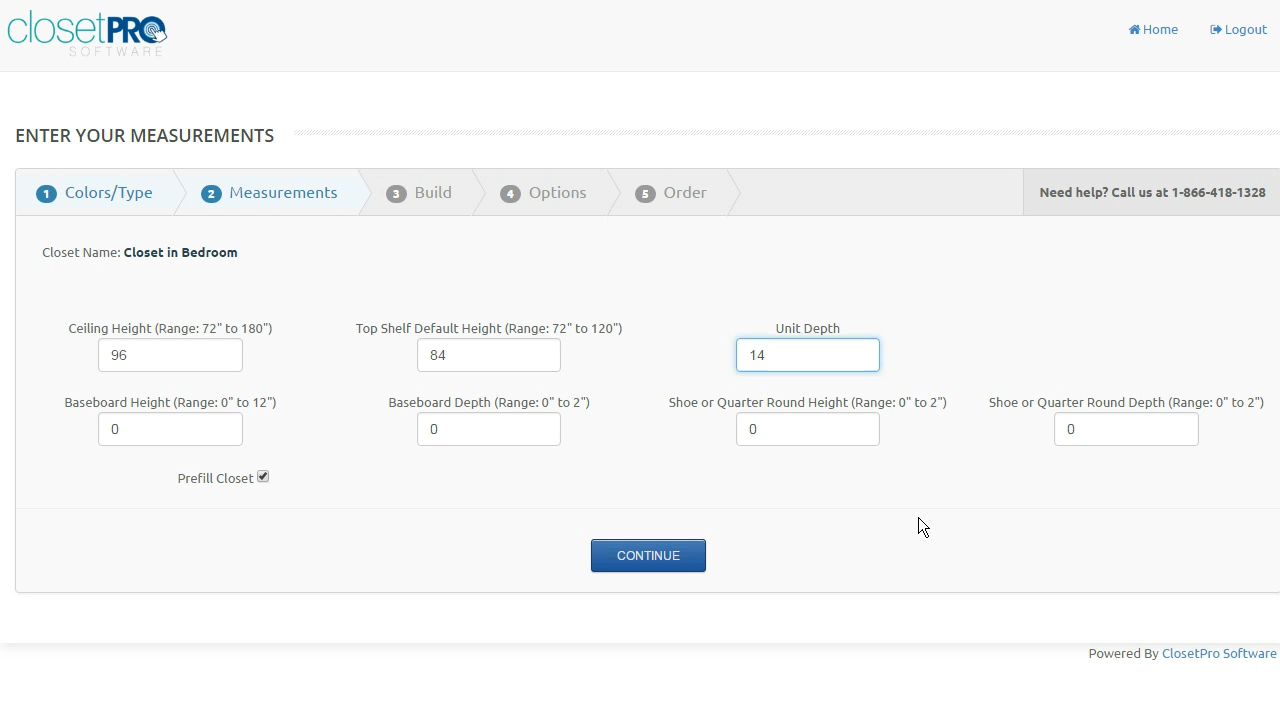 closetPRO
SOFTWARE
Home
Logout
ENTER YOUR MEASUREMENTS
1 Colors/Type
2 Measurements
3 Build
4 Options
5 Order
Need help? Call us at 1-866-418-1328
Closet Name: Closet in Bedroom
Ceiling Height (Range: 72" to 180")
96
Top Shelf Default Height (Range: 72" to 120")
84
Unit Depth
14
Baseboard Height (Range: 0" to 12")
0
Baseboard Depth (Range: 0" to 2")
0
Shoe or Quarter Round Height (Range: 0" to 2")
0
Shoe or Quarter Round Depth (Range: 0" to 2")
0
Prefill Closet
CONTINUE
Powered By ClosetPro Software